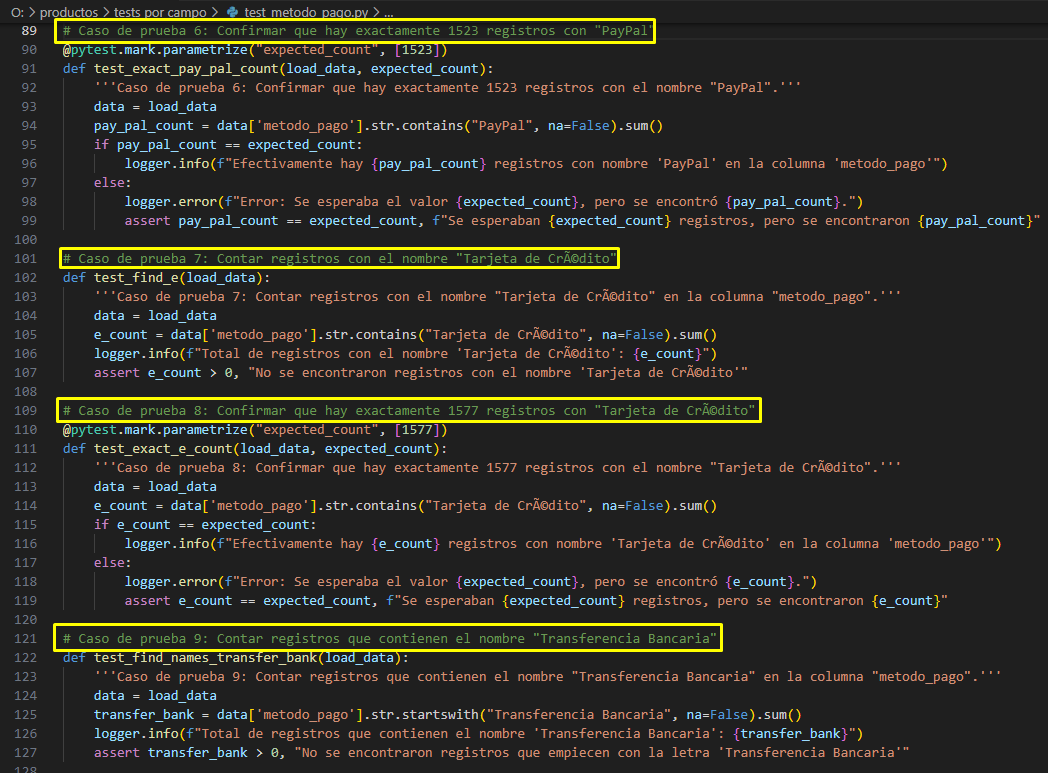 O: > productos > tests por campo > test_metodo_pago.py > ...
89 # Caso de prueba 6: Confirmar que hay exactamente 1523 registros con "PayPal"
90 @pytest.mark.parametrize("expected_count", [1523])
91 def test_exact_pay_pal_count(load_data, expected_count):
92     '''Caso de prueba 6: Confirmar que hay exactamente 1523 registros con el nombre "PayPal".'''
93     data = load_data
94     pay_pal_count = data['metodo_pago'].str.contains("PayPal", na=False).sum()
95     if pay_pal_count == expected_count:
96         logger.info(f"Efectivamente hay {pay_pal_count} registros con nombre 'PayPal' en la columna 'metodo_pago'")
97     else:
98         logger.error(f"Error: Se esperaba el valor {expected_count}, pero se encontró {pay_pal_count}.")
99         assert pay_pal_count == expected_count, f"Se esperaban {expected_count} registros, pero se encontraron {pay_pal_count}"
100
101 # Caso de prueba 7: Contar registros con el nombre "Tarjeta de CrÃ©dito"
102 def test_find_e(load_data):
103     '''Caso de prueba 7: Contar registros con el nombre "Tarjeta de CrÃ©dito" en la columna "metodo_pago".'''
104     data = load_data
105     e_count = data['metodo_pago'].str.contains("Tarjeta de CrÃ©dito", na=False).sum()
106     logger.info(f"Total de registros con el nombre 'Tarjeta de CrÃ©dito': {e_count}")
107     assert e_count > 0, "No se encontraron registros con el nombre 'Tarjeta de CrÃ©dito'"
108
109 # Caso de prueba 8: Confirmar que hay exactamente 1577 registros con "Tarjeta de CrÃ©dito"
110 @pytest.mark.parametrize("expected_count", [1577])
111 def test_exact_e_count(load_data, expected_count):
112     '''Caso de prueba 8: Confirmar que hay exactamente 1577 registros con el nombre "Tarjeta de CrÃ©dito".'''
113     data = load_data
114     e_count = data['metodo_pago'].str.contains("Tarjeta de CrÃ©dito", na=False).sum()
115     if e_count == expected_count:
116         logger.info(f"Efectivamente hay {e_count} registros con nombre 'Tarjeta de CrÃ©dito' en la columna 'metodo_pago'")
117     else:
118         logger.error(f"Error: Se esperaba el valor {expected_count}, pero se encontró {e_count}.")
119         assert e_count == expected_count, f"Se esperaban {expected_count} registros, pero se encontraron {e_count}"
120
121 # Caso de prueba 9: Contar registros que contienen el nombre "Transferencia Bancaria"
122 def test_find_names_transfer_bank(load_data):
123     '''Caso de prueba 9: Contar registros que contienen el nombre "Transferencia Bancaria" en la columna "metodo_pago".'''
124     data = load_data
125     transfer_bank = data['metodo_pago'].str.startswith("Transferencia Bancaria", na=False).sum()
126     logger.info(f"Total de registros que contienen el nombre 'Transferencia Bancaria': {transfer_bank}")
127     assert transfer_bank > 0, "No se encontraron registros que empiecen con la letra 'Transferencia Bancaria'"
128